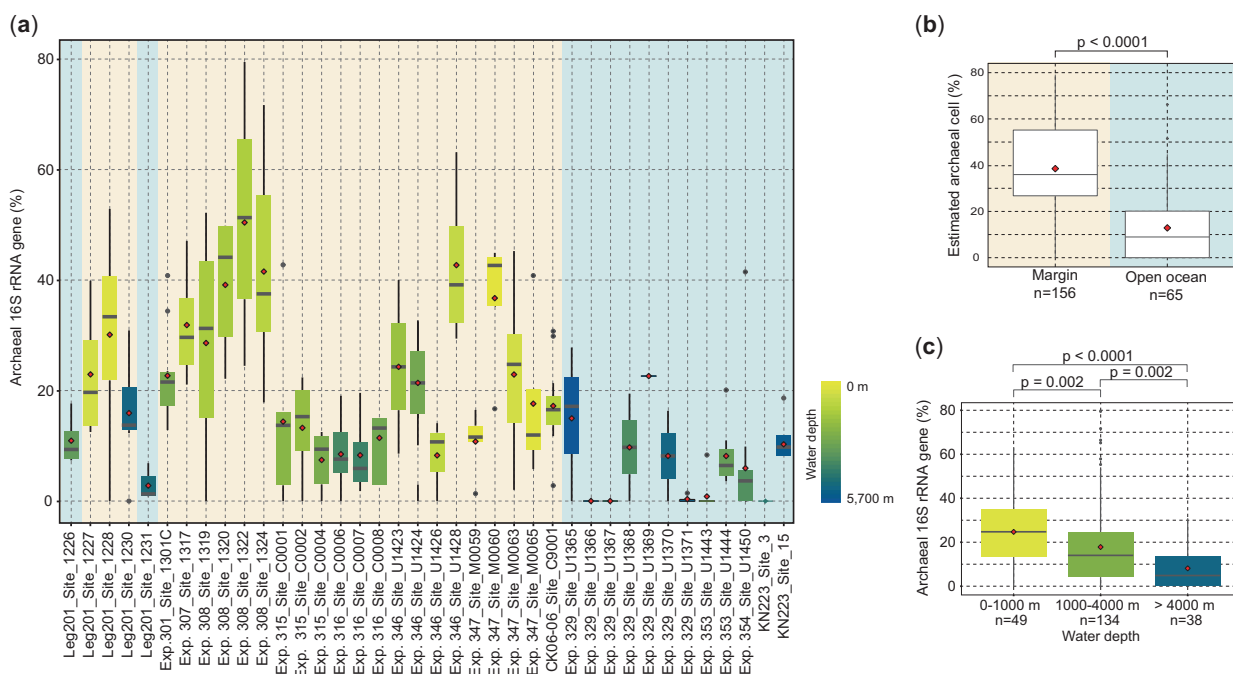 (a)
Archaeal 16S rRNA gene (%)
80
60
40
20
0
Leg201_Site_1226
Leg201_Site_1227
Leg201_Site_1228
Leg201_Site_1230
Leg201_Site_1231
Exp.301_Site_1301C
Exp. 307_Site_1317
Exp. 308_Site_1319
Exp. 308_Site_1320
Exp. 308_Site_1322
Exp. 308_Site_1324
Exp. 315_Site_C0001
Exp. 315_Site_C0002
Exp. 315_Site_C0004
Exp. 316_Site_C0006
Exp. 316_Site_C0007
Exp. 316_Site_C0008
Exp. 346_Site_U1423
Exp. 346_Site_U1424
Exp. 346_Site_U1426
Exp. 346_Site_U1428
Exp. 347_Site_M0059
Exp. 347_Site_M0060
Exp. 347_Site_M0063
Exp. 347_Site_M0065
CK06-06_Site_C9001
Exp. 329_Site_U1365
Exp. 329_Site_U1366
Exp. 329_Site_U1367
Exp. 329_Site_U1368
Exp. 329_Site_U1369
Exp. 329_Site_U1370
Exp. 329_Site_U1371
Exp. 353_Site_U1443
Exp. 353_Site_U1444
Exp. 354_Site_U1450
KN223_Site_3
KN223_Site_15
0 m
Water depth
5,700 m
(b)
p < 0.0001
Estimated archaeal cell (%)
80
60
40
20
0
Margin
Open ocean
n=156
n=65
(c)
p < 0.0001
p = 0.002
p = 0.002
Archaeal 16S rRNA gene (%)
80
60
40
20
0
0-1000 m
1000-4000 m
> 4000 m
n=49
n=134
n=38
Water depth